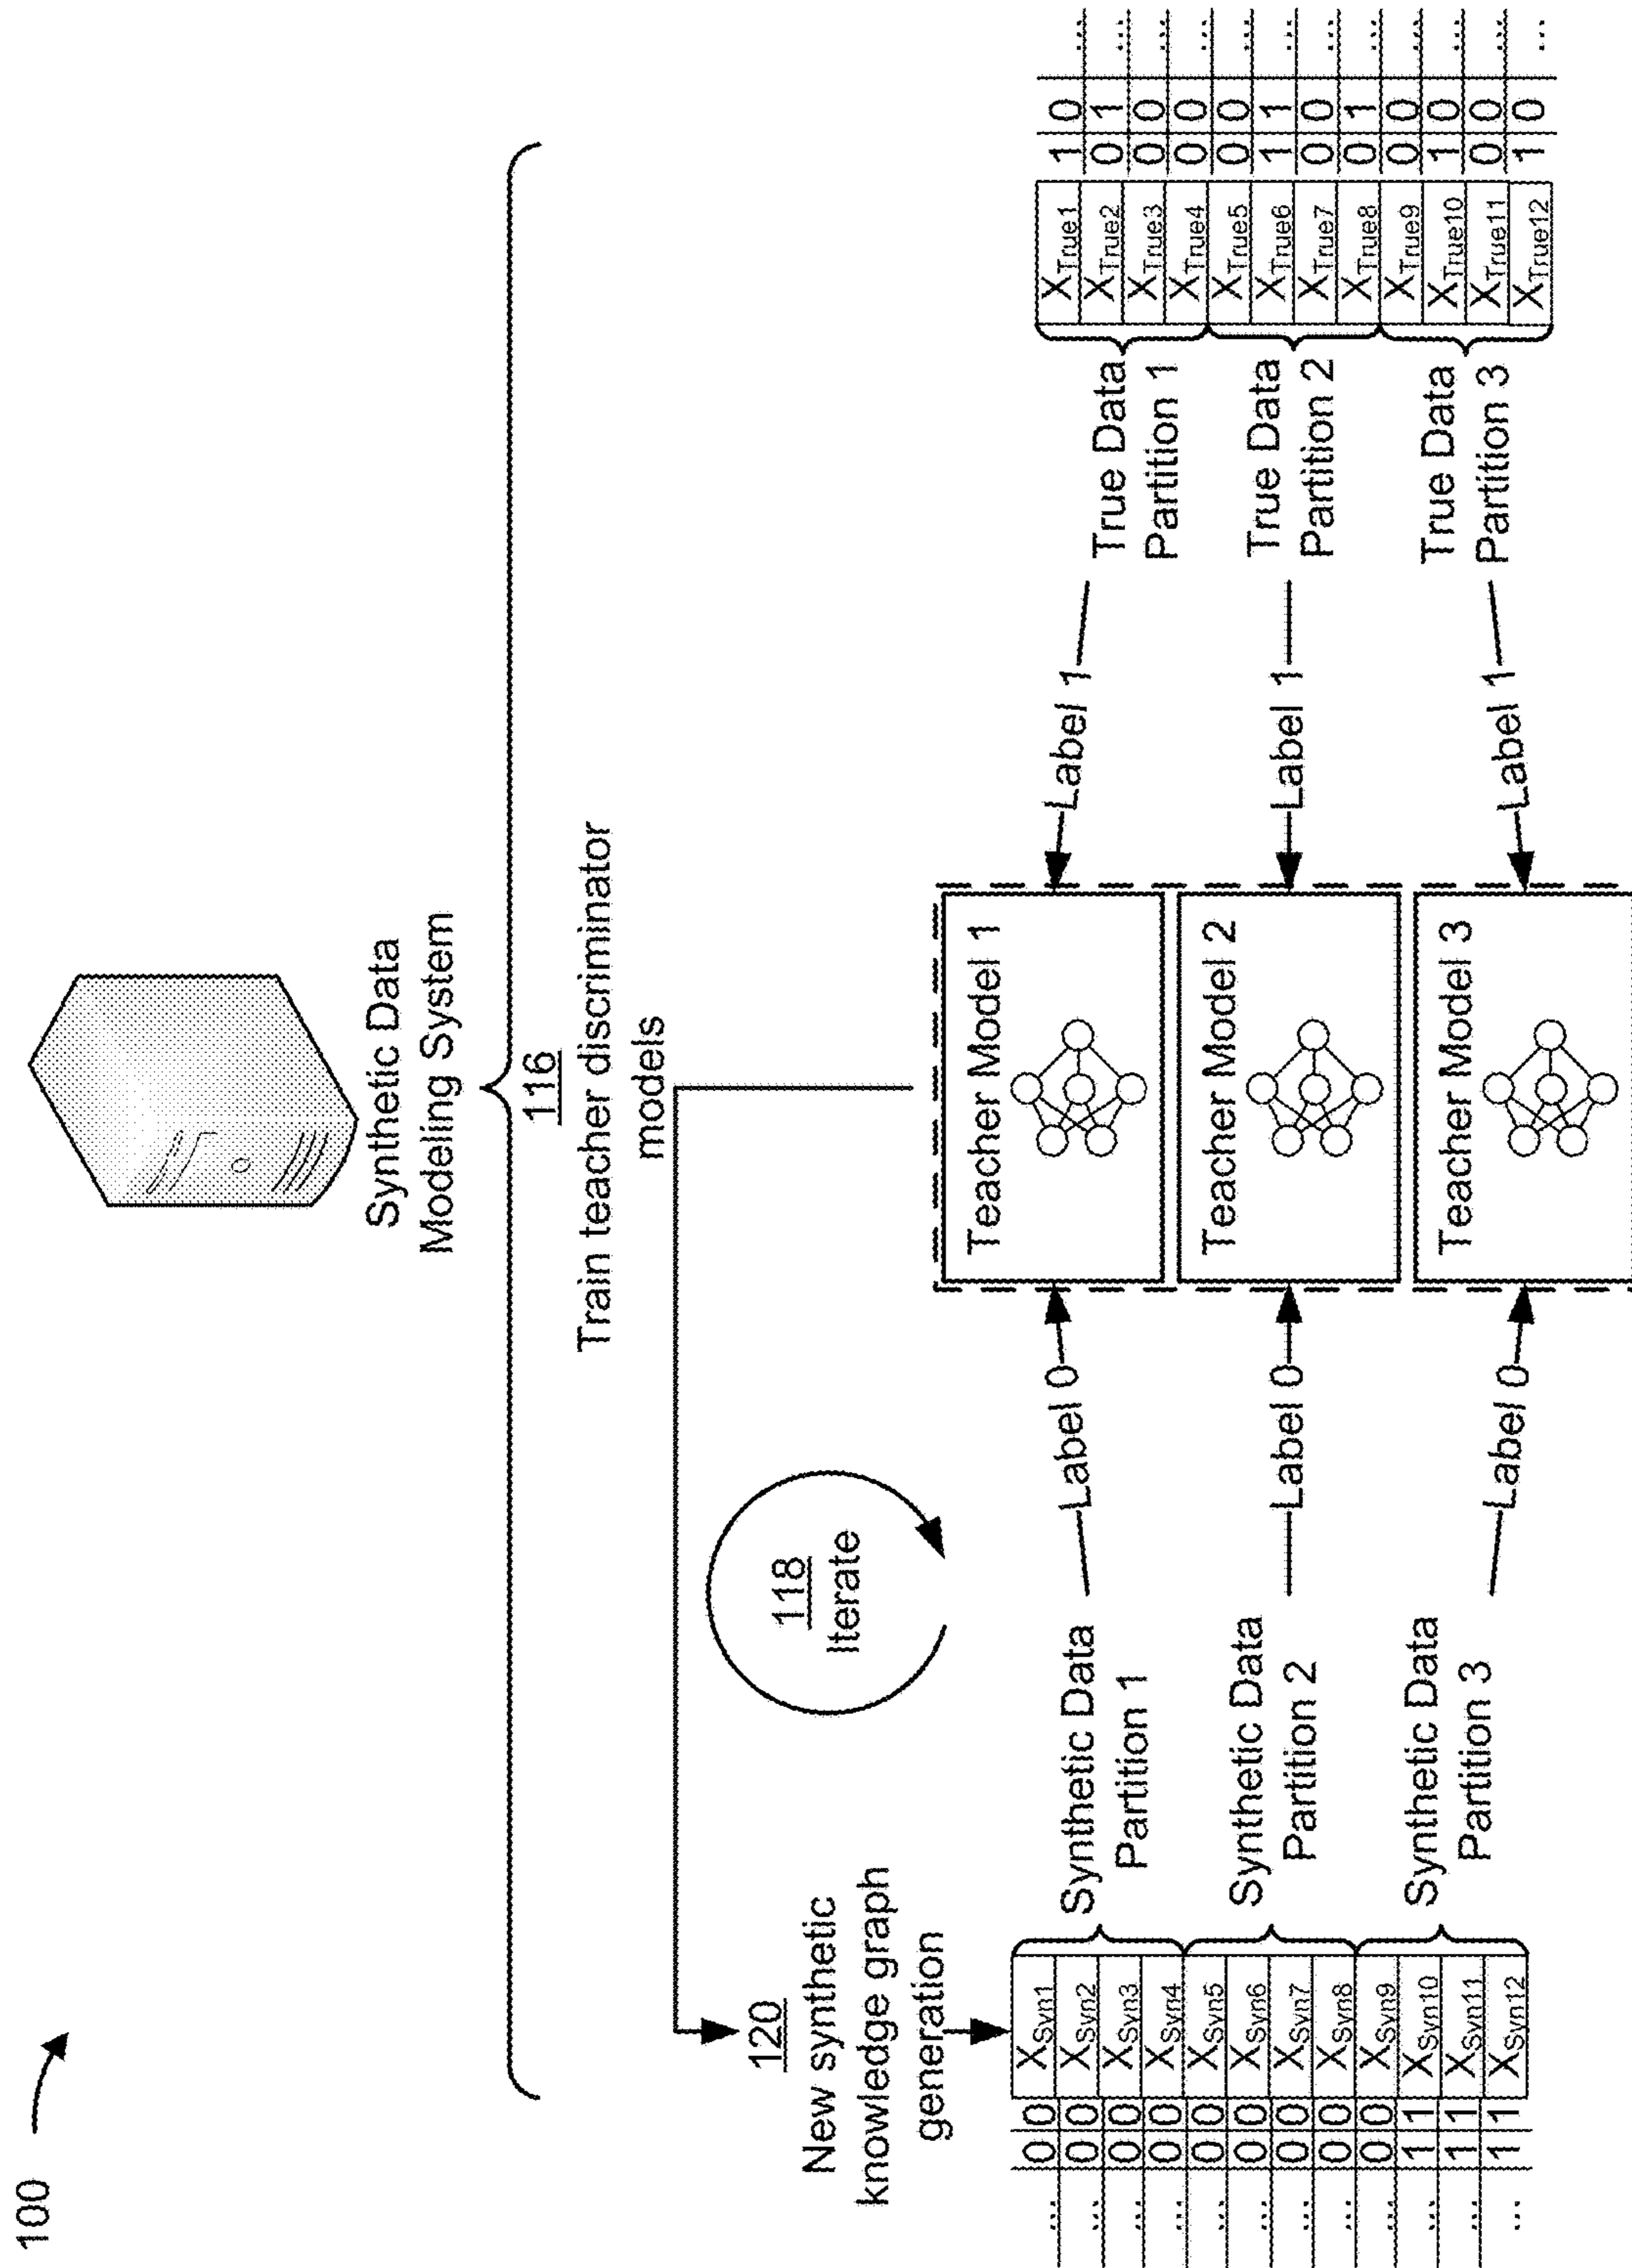 100
Synthetic Data
Modeling System
116
Train teacher discriminator
models
118
Iterate
120
New synthetic
knowledge graph
generation
... 0 0 XSyn1
... 0 0 XSyn2
... 0 0 XSyn3
... 0 0 XSyn4
... 0 0 XSyn5
... 0 0 XSyn6
... 0 0 XSyn7
... 0 0 XSyn8
... 0 0 XSyn9
... 1 1 XSyn10
... 1 1 XSyn11
... 1 1 XSyn12
Synthetic Data
Partition 1
Synthetic Data
Partition 2
Synthetic Data
Partition 3
Label 0
Label 0
Label 0
Teacher Model 1
Teacher Model 2
Teacher Model 3
Label 1
Label 1
Label 1
True Data
Partition 1
True Data
Partition 2
True Data
Partition 3
XTrue1 1 0 ...
XTrue2 0 1 ...
XTrue3 0 0 ...
XTrue4 0 0 ...
XTrue5 0 0 ...
XTrue6 1 1 ...
XTrue7 0 0 ...
XTrue8 0 1 ...
XTrue9 0 0 ...
XTrue10 1 0 ...
XTrue11 0 0 ...
XTrue12 1 0 ...